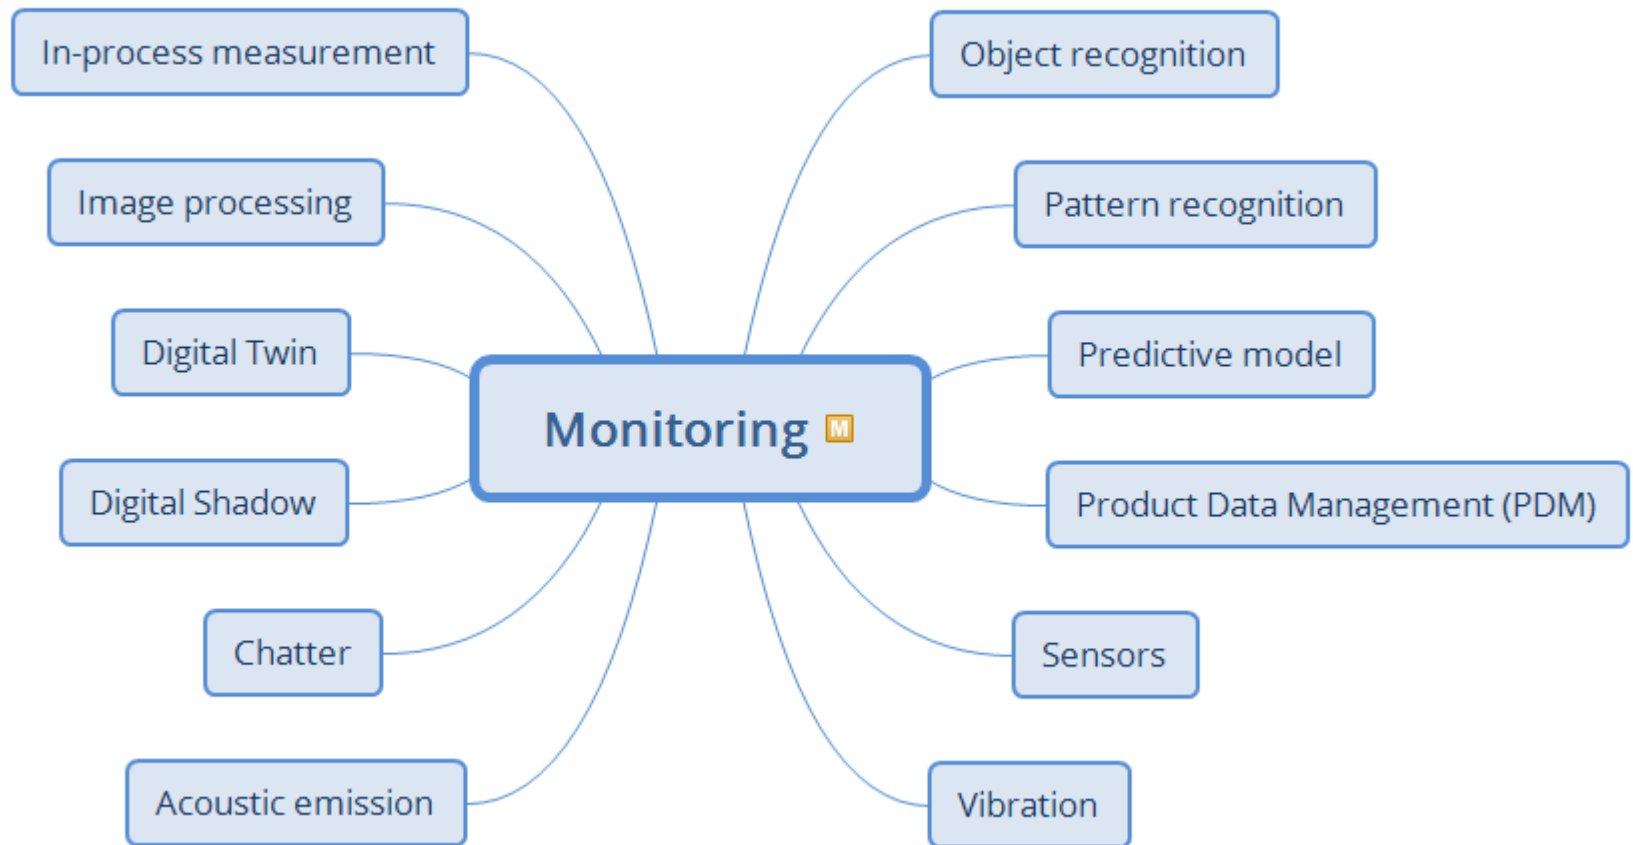 In-process measurement
Image processing
Digital Twin
Digital Shadow
Chatter
Acoustic emission
Monitoring M
Object recognition
Pattern recognition
Predictive model
Product Data Management (PDM)
Sensors
Vibration